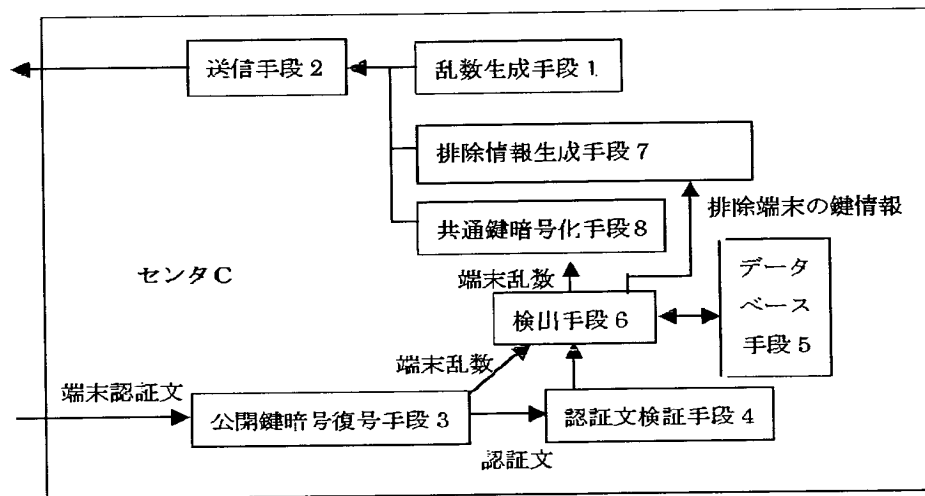 送信手段2
乱数生成手段1
排除情報生成手段7
排除端末の鍵情報
共通鍵暗号化手段8
センタC
端末乱数
データ
ベース
手段5
検出手段6
端末乱数
端末認証文
公開鍵暗号復号手段3
認証文検証手段4
認証文